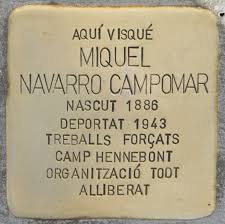 AQUÍ VISQUÉ
MIQUEL
NAVARRO CAMPOMAR
NASCUT 1886
DEPORTAT 1943
TREBALLS FORÇATS
CAMP HENNEBONT
ORGANITZACIÓ TODT
ALLIBERAT